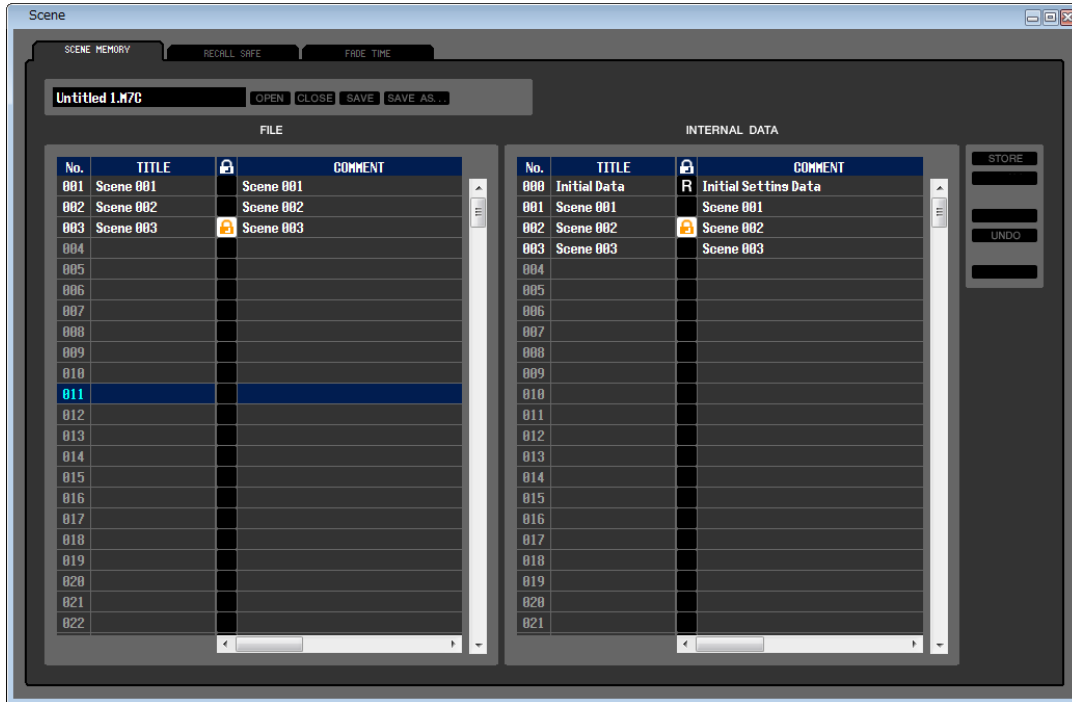 Scene
SCENE MEMORY RECALL SAFE FADE TIME
Untitled 1.M7C OPEN CLOSE SAVE SAVE AS...
FILE
No. TITLE COMMENT
001 Scene 001 Scene 001
002 Scene 002 Scene 002
003 Scene 003 Scene 003
004
005
006
007
008
009
010
011
012
013
014
015
016
017
018
019
020
021
022
INTERNAL DATA
No. TITLE COMMENT
000 Initial Data R Initial Setting Data
001 Scene 001 Scene 001
002 Scene 002 Scene 002
003 Scene 003 Scene 003
004
005
006
007
008
009
010
011
012
013
014
015
016
017
018
019
020
021
STORE
UNDO